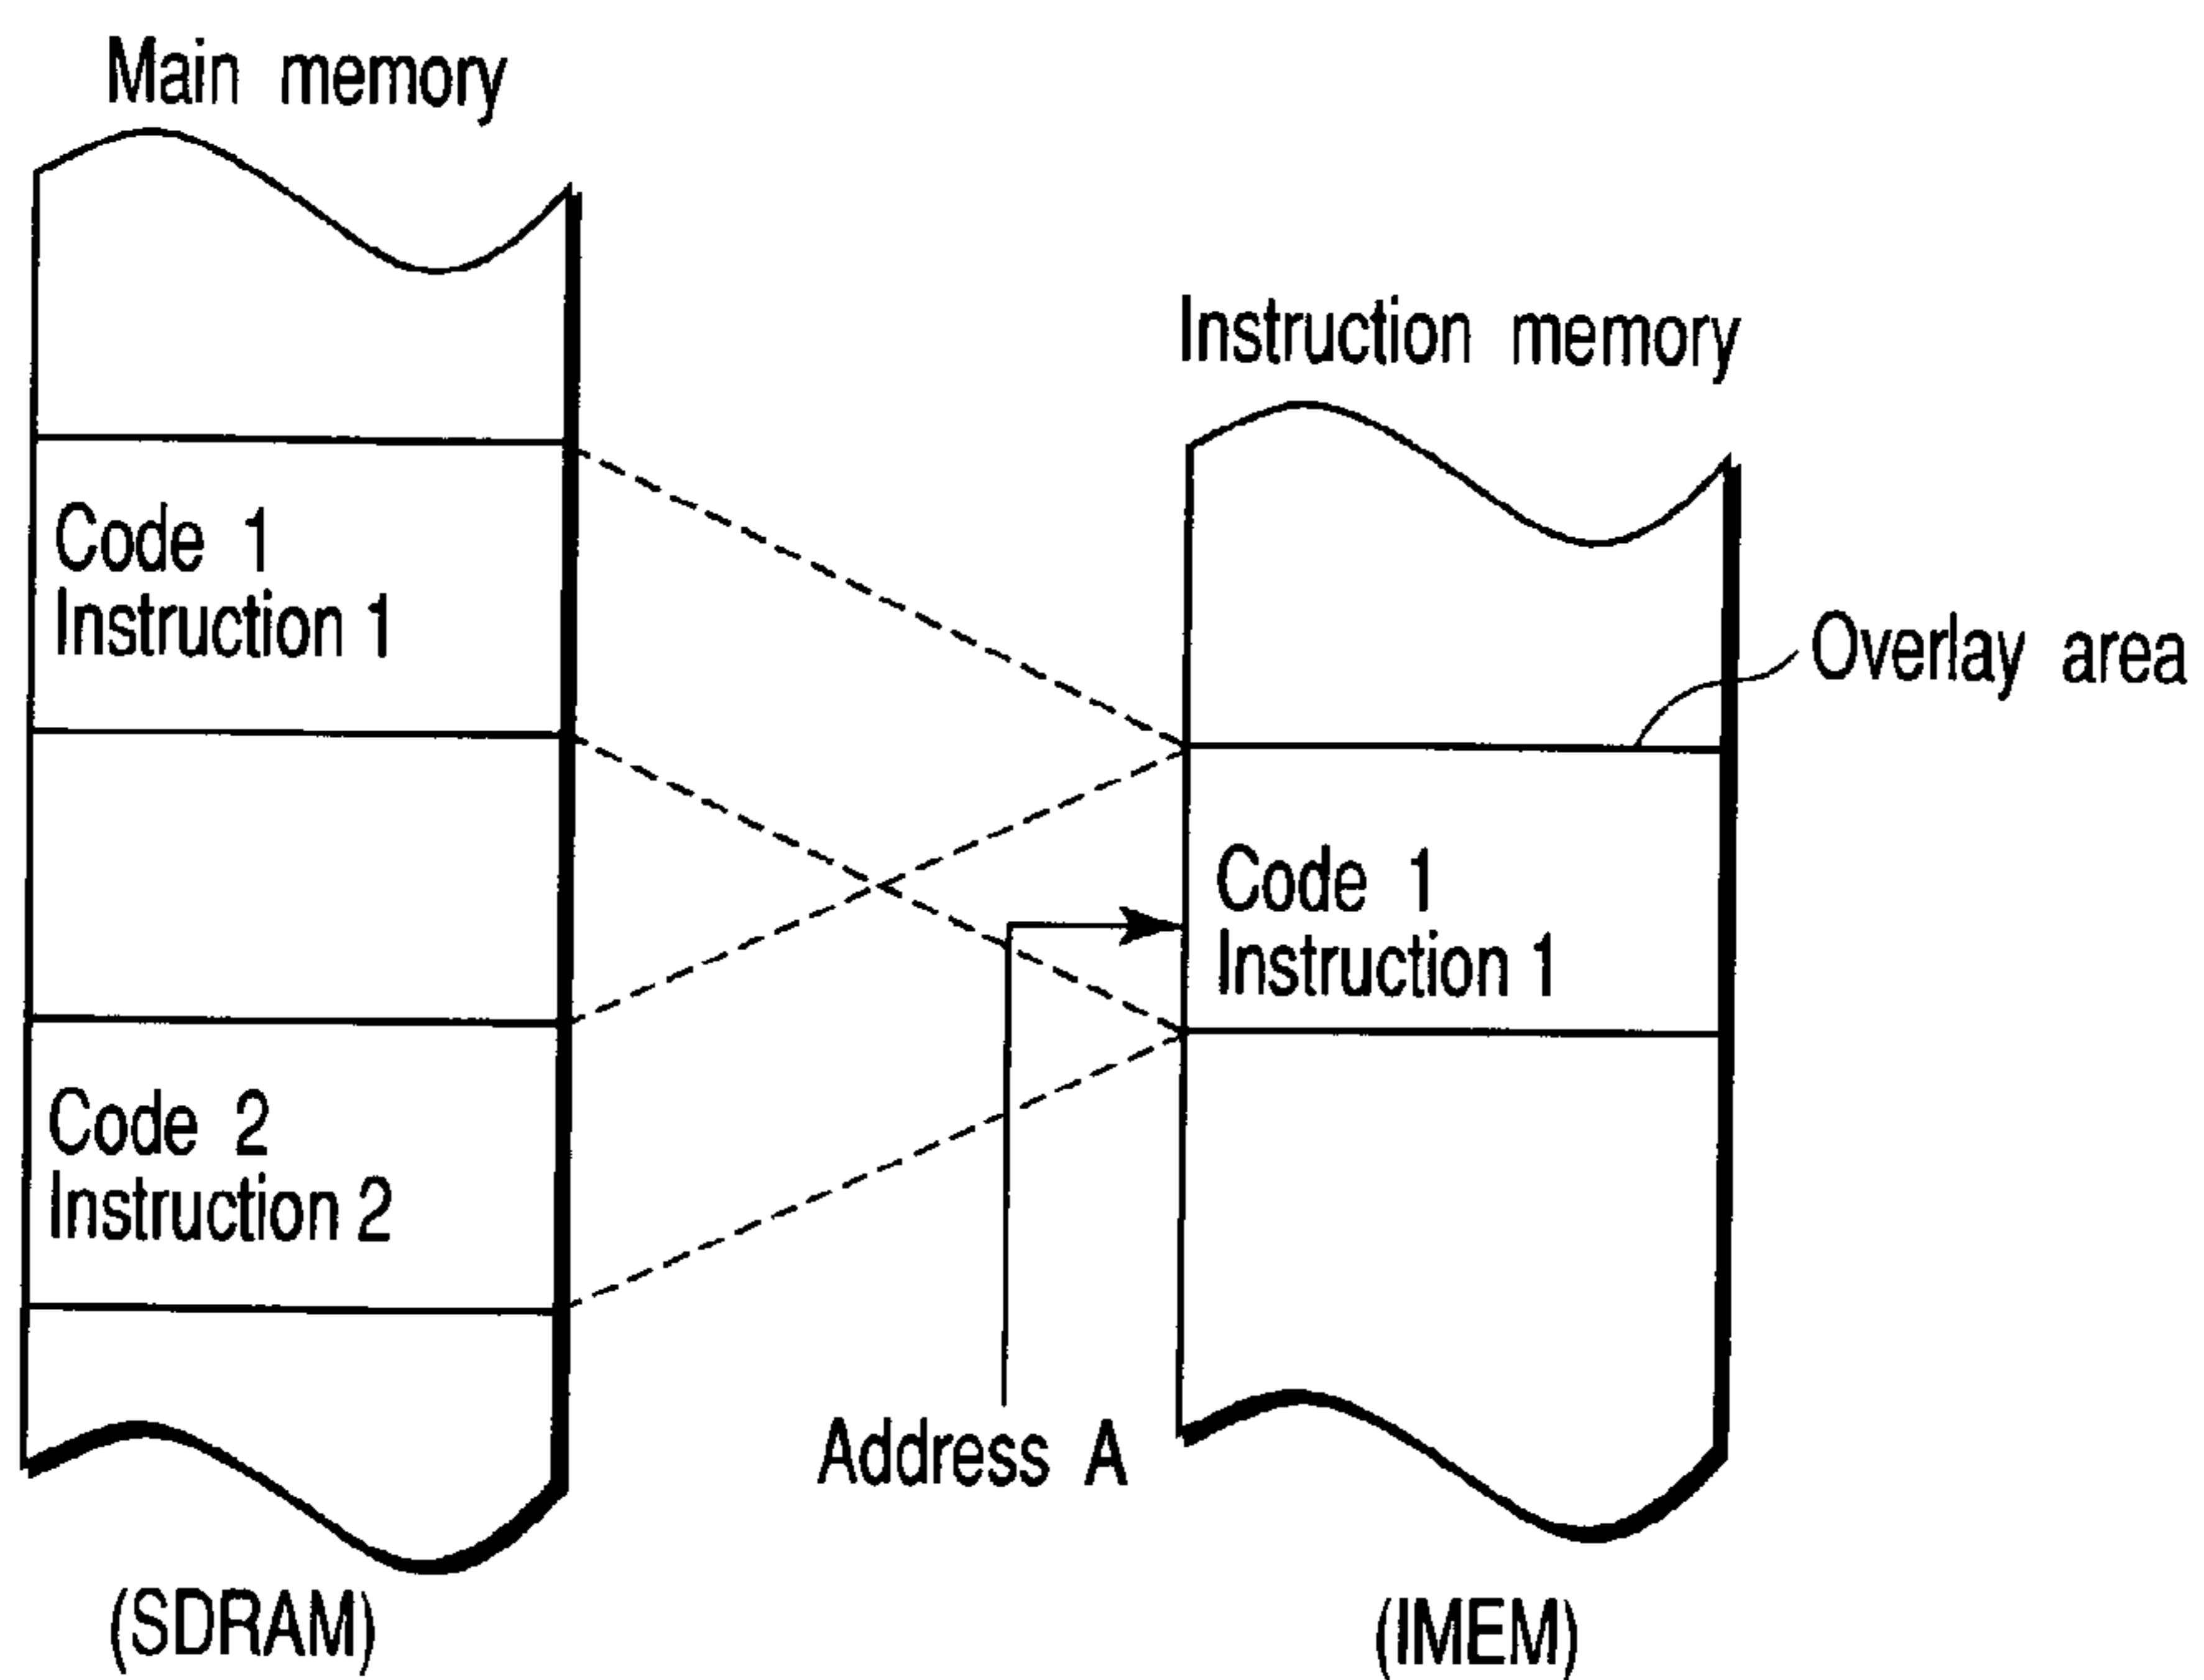 Main memory
Code 1
Instruction 1
Code 2
Instruction 2
(SDRAM)
Address A
Instruction memory
Overlay area
Code 1
Instruction 1
(IMEM)